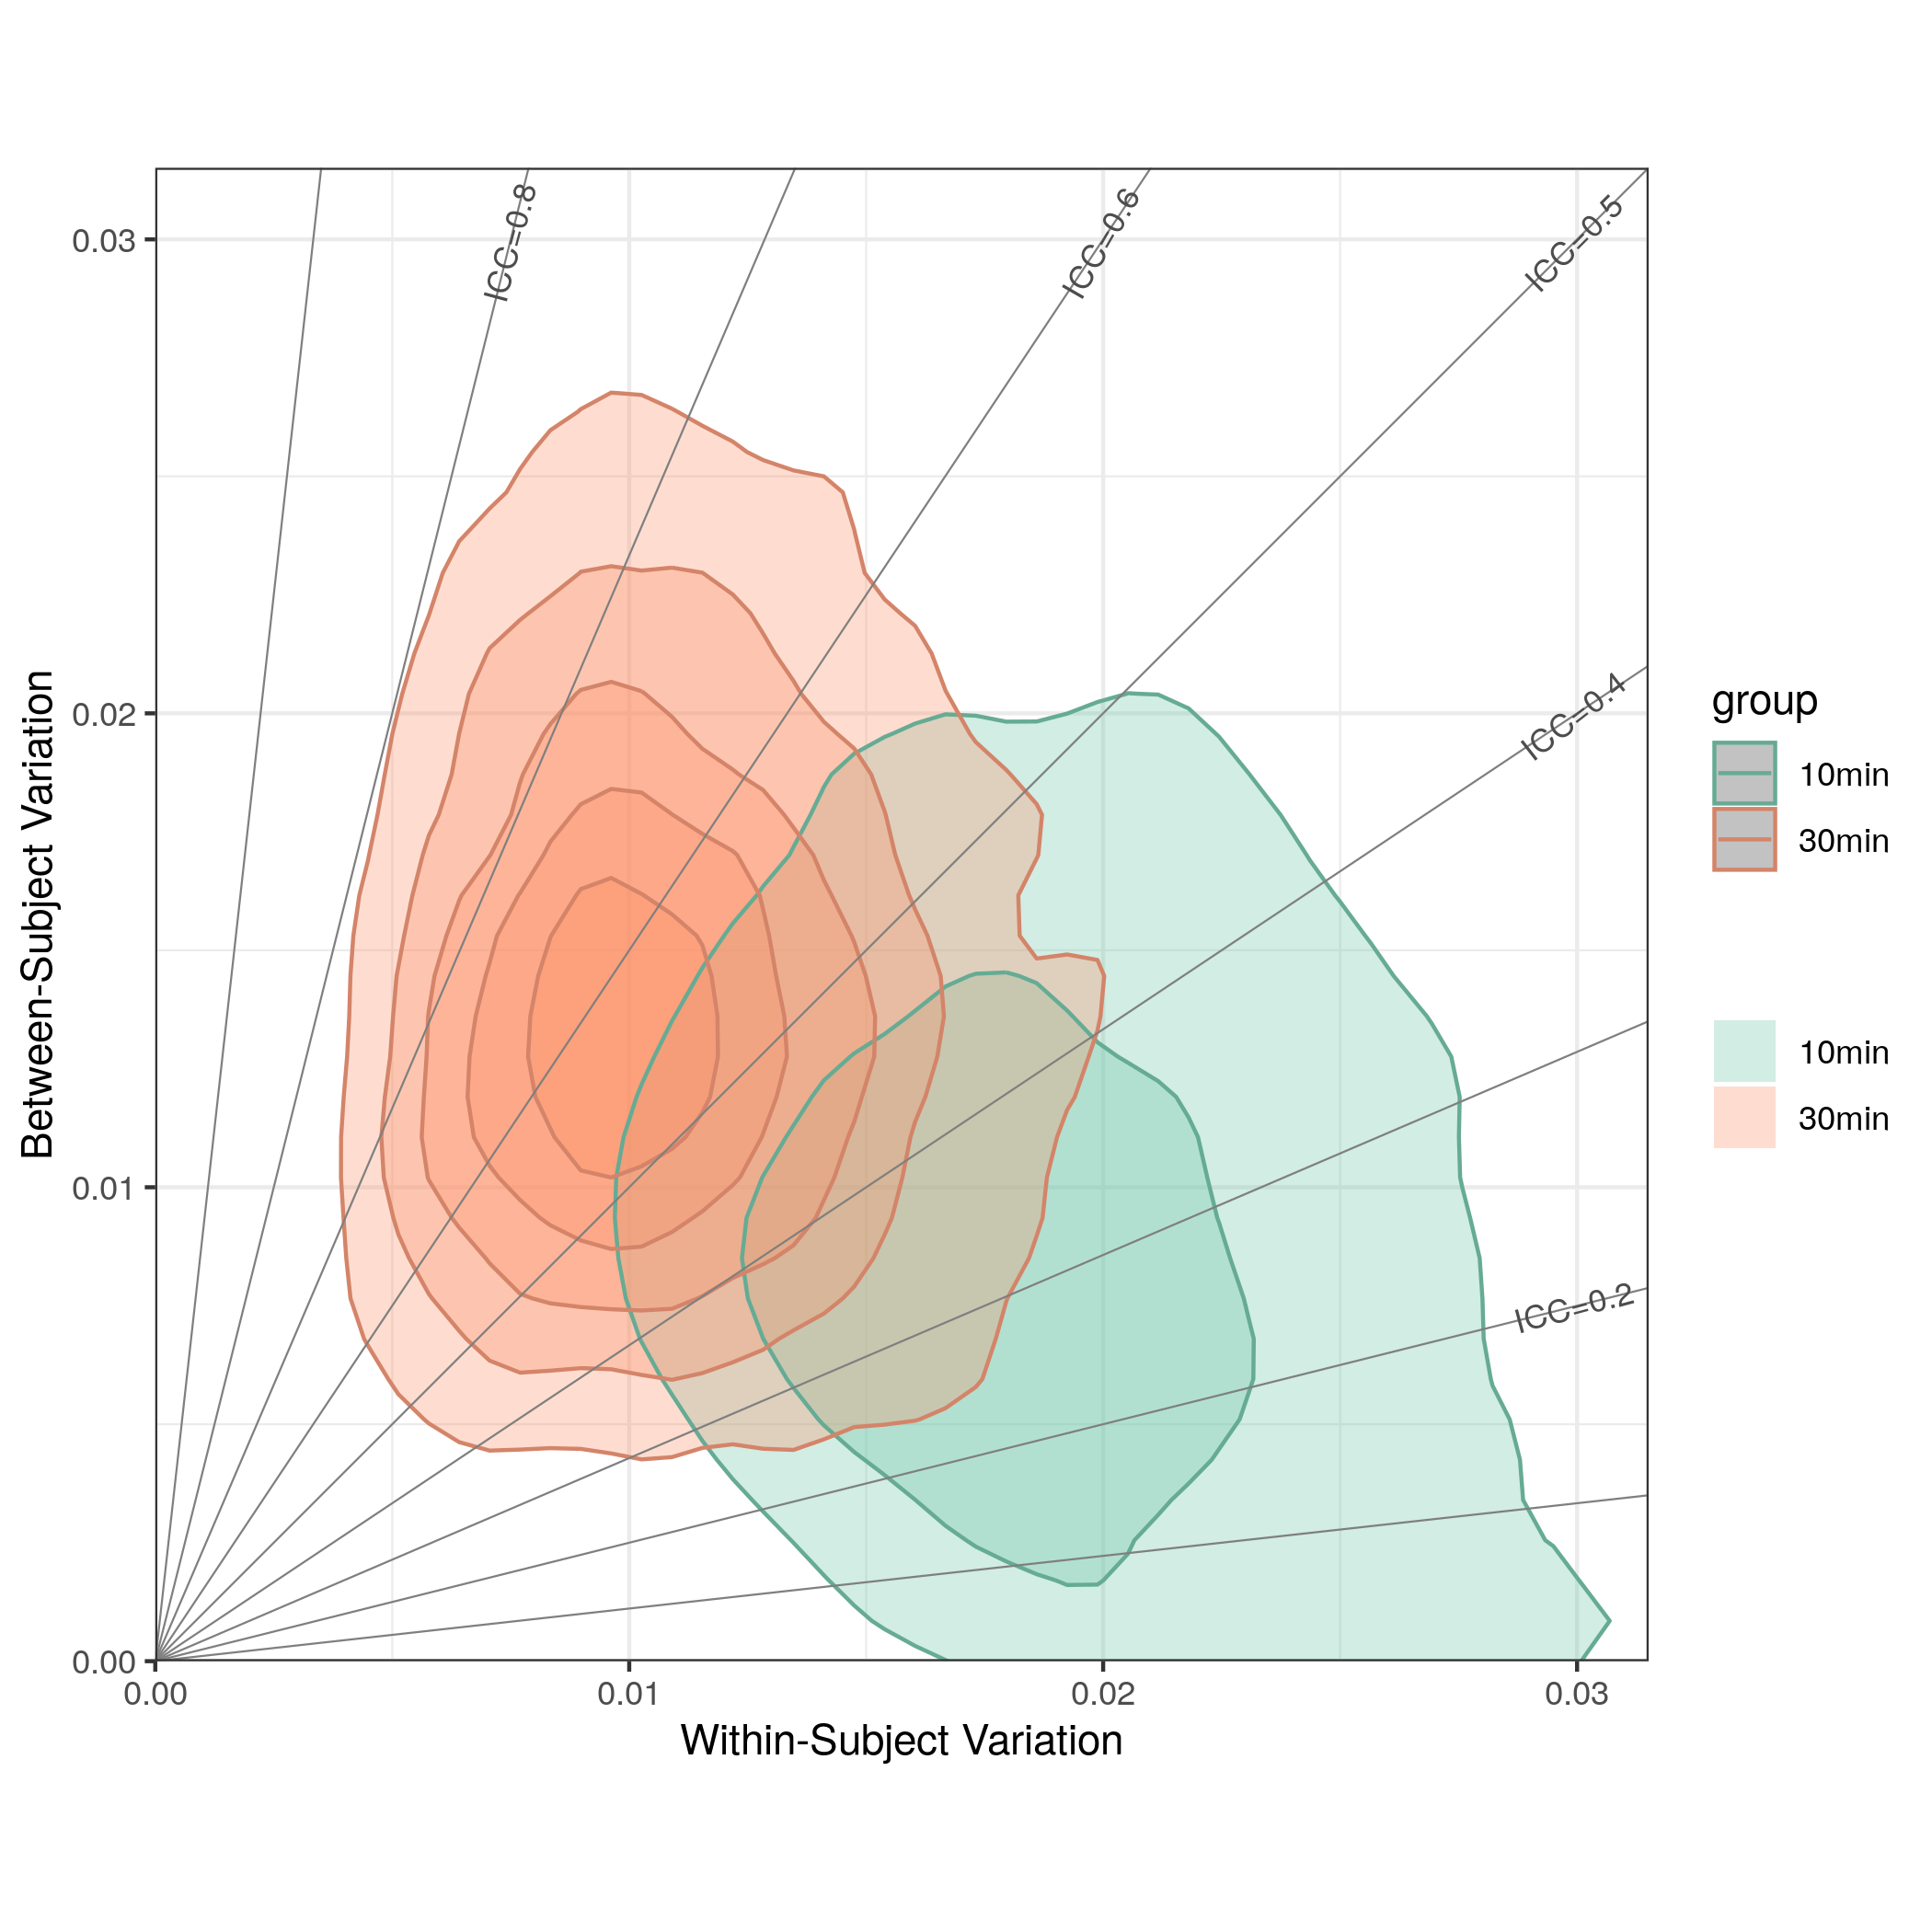 ICC=0.8
ICC=0.6
ICC=0.5
ICC=0.4
ICC=0.2
0.03
0.02
0.01
0.00
Between-Subject Variation
0.00 0.01 0.02 0.03
Within-Subject Variation
group
10min
30min
10min
30min